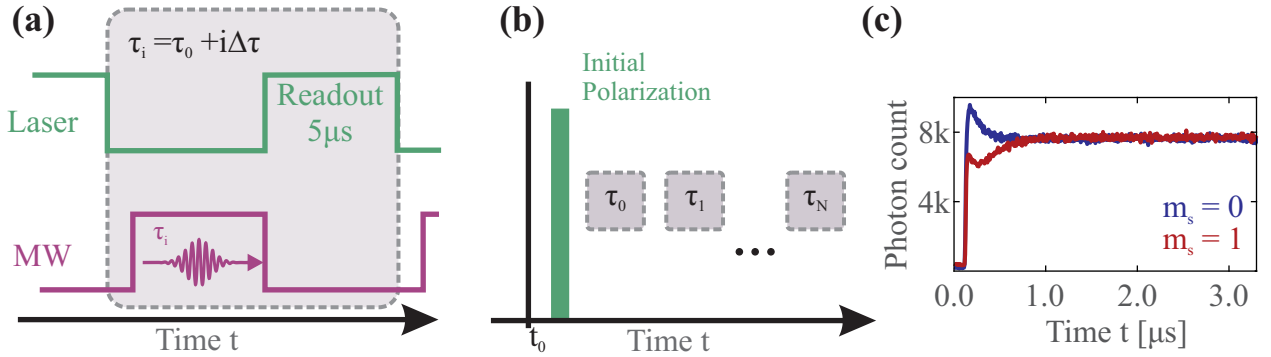 (a)
τi =τ0 +iΔτ
Laser
Readout
5μs
MW
τi
Time t
(b)
Initial
Polarization
τ0
τ1
τN
•••
t0
Time t
(c)
Photon count
8k
4k
ms = 0
ms = 1
0.0
1.0
2.0
3.0
Time t [μs]